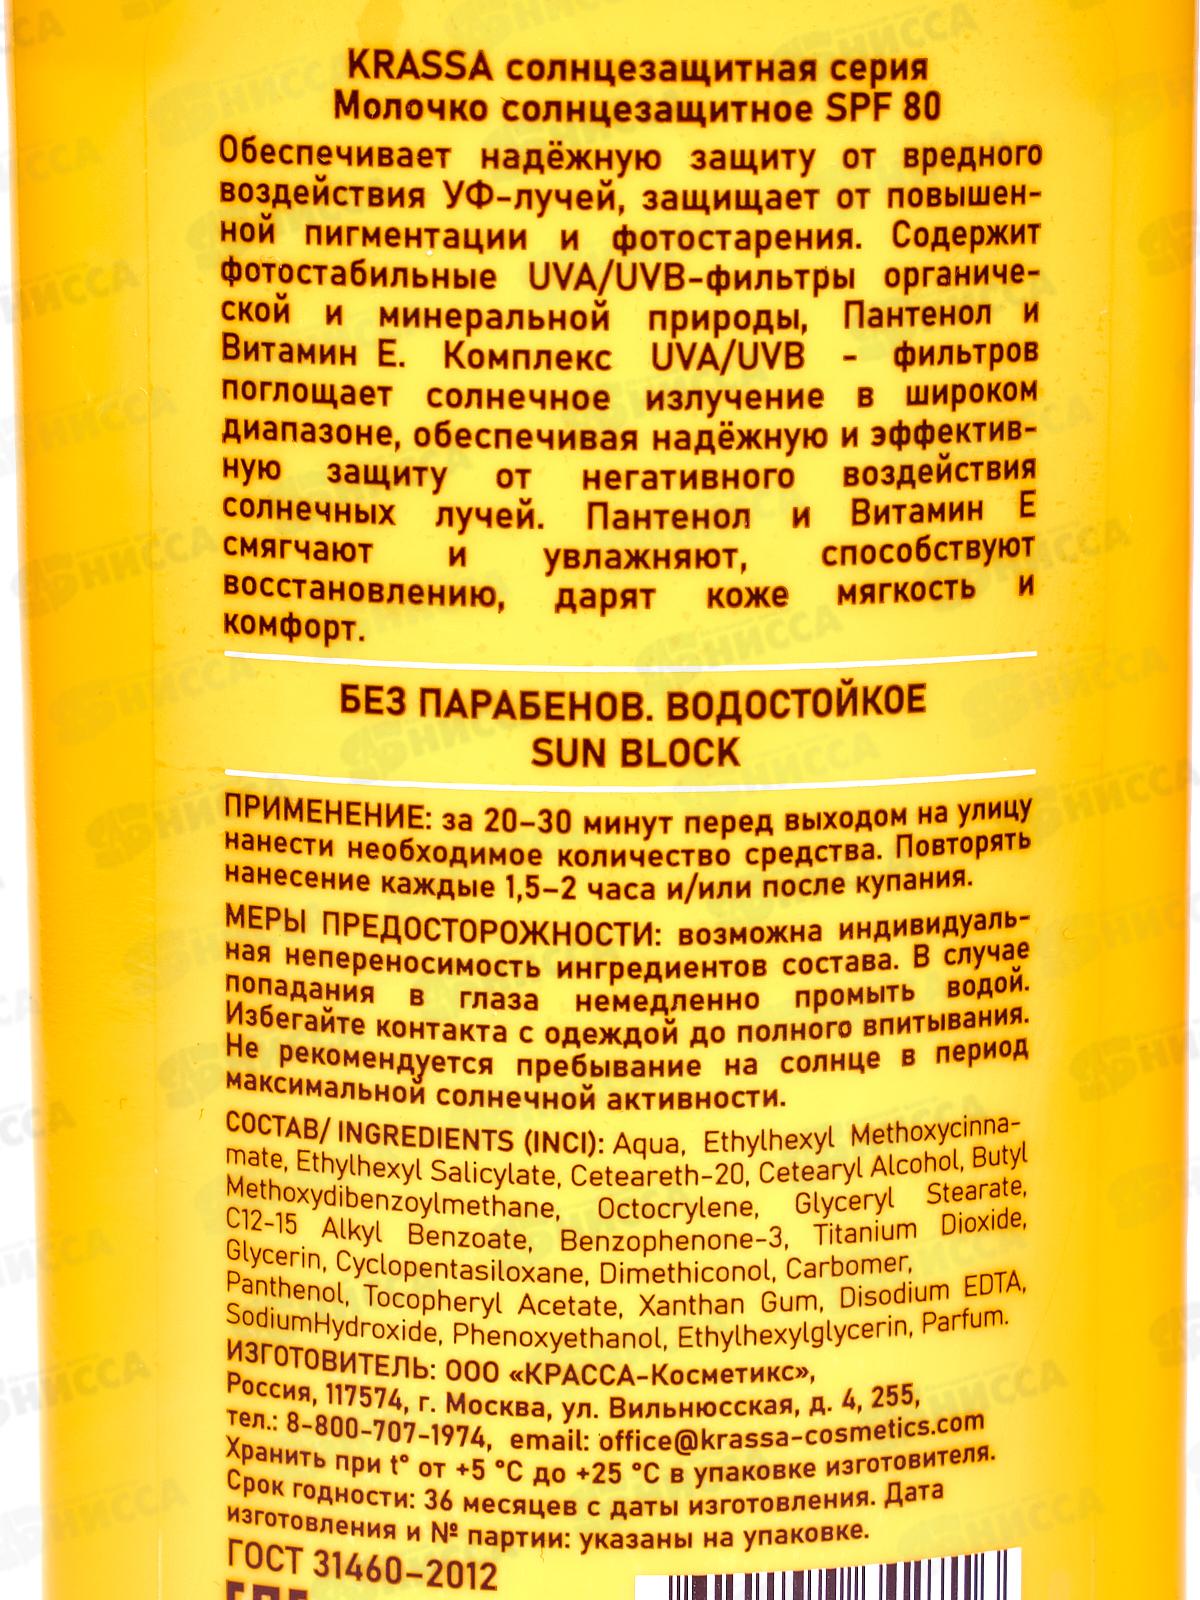 KRASSA солнцезащитная серия
Молочко солнцезащитное SPF 80
Обеспечивает надёжную защиту от вредного
воздействия УФ-лучей, защищает от повышен-
ной пигментации и фотостарения. Содержит
фотостабильные UVA/UVB-фильтры органиче-
ской и минеральной природы, Пантенол и
Витамин Е. Комплекс UVA/UVB - фильтров
поглощает солнечное излучение в широком
диапазоне, обеспечивая надёжную и эффектив-
ную защиту от негативного воздействия
солнечных лучей. Пантенол и Витамин Е
смягчают и увлажняют, способствуют
восстановлению, дарят коже мягкость и
комфорт.
БЕЗ ПАРАБЕНОВ. ВОДОСТОЙКОЕ
SUN BLOCK
ПРИМЕНЕНИЕ: за 20-30 минут перед выходом на улицу
нанести необходимое количество средства. Повторять
нанесение каждые 1,5-2 часа и/или после купания.
МЕРЫ ПРЕДОСТОРОЖНОСТИ: возможна индивидуаль-
ная непереносимость ингредиентов состава. В случае
попадания в глаза немедленно промыть водой.
Избегайте контакта с одеждой до полного впитывания.
Не рекомендуется пребывание на солнце в период
максимальной солнечной активности.
СОСТАВ/ INGREDIENTS (INCI): Aqua, Ethylhexyl Methoxycinna-
mate, Ethylhexyl Salicylate, Ceteareth-20, Cetearyl Alcohol, Butyl
Methoxydibenzoylmethane, Octocrylene, Glyceryl Stearate,
C12-15 Alkyl Benzoate, Benzophenone-3, Titanium Dioxide,
Glycerin, Cyclopentasiloxane, Dimethiconol, Carbomer,
Panthenol, Tocopheryl Acetate, Xanthan Gum, Disodium EDTA,
SodiumHydroxide, Phenoxyethanol, Ethylhexylglycerin, Parfum.
ИЗГОТОВИТЕЛЬ: ООО «КРАССА-Косметикс»,
Россия, 117574, г. Москва, ул. Вильнюсская, д. 4, 255,
тел.: 8-800-707-1974, email: office@krassa-cosmetics.com
Хранить при t° от +5 °С до +25 °С в упаковке изготовителя.
Срок годности: 36 месяцев с даты изготовления. Дата
изготовления и № партии: указаны на упаковке.
ГОСТ 31460-2012